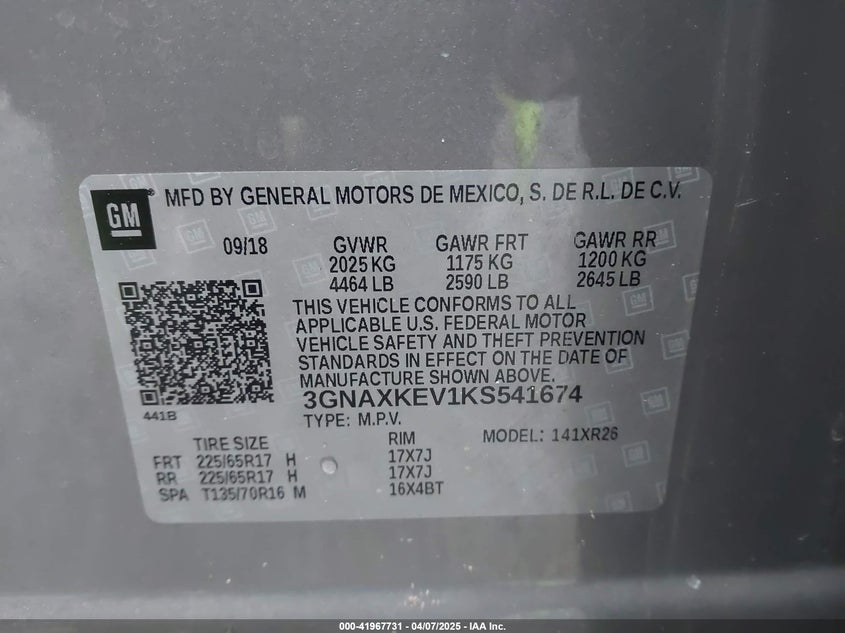 GM
MFD BY GENERAL MOTORS DE MEXICO, S. DE R.L. DE C.V.
09/18 GVWR GAWR FRT GAWR RR
2025 KG 1175 KG 1200 KG
4464 LB 2590 LB 2645 LB
THIS VEHICLE CONFORMS TO ALL
APPLICABLE U.S. FEDERAL MOTOR
VEHICLE SAFETY AND THEFT PREVENTION
STANDARDS IN EFFECT ON THE DATE OF
MANUFACTURE SHOWN ABOVE.
3GNAXKEV1KS541674
441B
TYPE: M.P.V.
TIRE SIZE RIM MODEL: 141XR26
FRT 225/65R17 H 17X7J
RR 225/65R17 H 17X7J
SPA T135/70R16 M 16X4BT
000-41967731 - 04/07/2025 - IAA Inc.